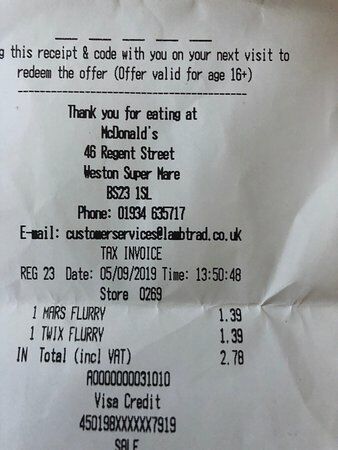 g this receipt & code with you on your next visit to
redeem the offer (Offer valid for age 16+)
Thank you for eating at
McDonald's
46 Regent Street
Weston Super Mare
BS23 1SL
Phone: 01934 635717
E-mail: customerservices@lambtrad.co.uk
TAX INVOICE
REG 23 Date: 05/09/2019 Time: 13:50:48
Store 0269
1 MARS FLURRY 1.39
1 TWIX FLURRY 1.39
IN Total (incl VAT) 2.78
A0000000031010
Visa Credit
450198XXXXXX7919
SALE